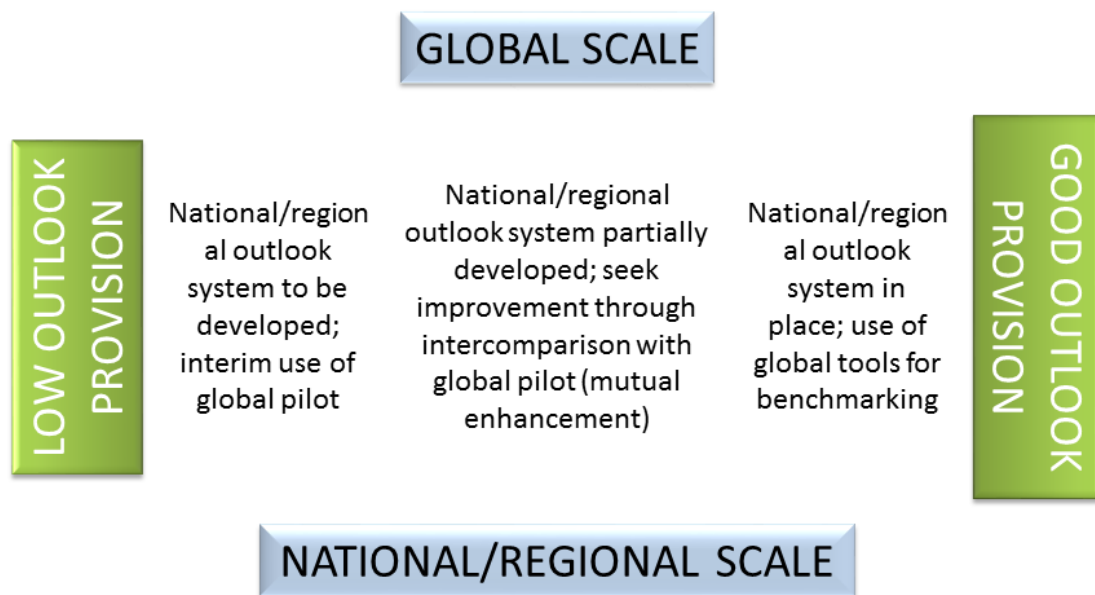 GLOBAL SCALE
LOW OUTLOOK
PROVISION
National/region
al outlook
system to be
developed;
interim use of
global pilot
National/regional
outlook system partially
developed; seek
improvement through
intercomparison with
global pilot (mutual
enhancement)
National/region
al outlook
system in
place; use of
global tools for
benchmarking
GOOD OUTLOOK
PROVISION
NATIONAL/REGIONAL SCALE